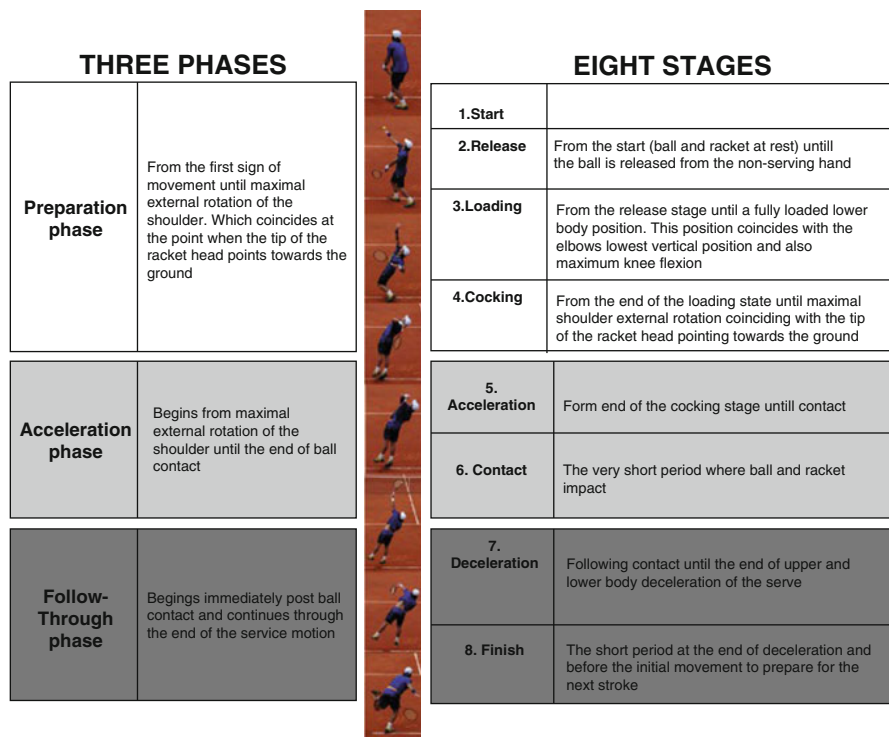 THREE PHASES
Preparation
phase
From the first sign of
movement until maximal
external rotation of the
shoulder. Which coincides at
the point when the tip of the
racket head points towards the
ground
Acceleration
phase
Begins from maximal
external rotation of the
shoulder until the end of ball
contact
Follow-
Through
phase
Begings immediately post ball
contact and continues through
the end of the service motion
EIGHT STAGES
1.Start
2.Release
From the start (ball and racket at rest) untill
the ball is released from the non-serving hand
3.Loading
From the release stage until a fully loaded lower
body position. This position coincides with the
elbows lowest vertical position and also
maximum knee flexion
4.Cocking
From the end of the loading state until maximal
shoulder external rotation coinciding with the tip
of the racket head pointing towards the ground
5.
Acceleration
Form end of the cocking stage untill contact
6. Contact
The very short period where ball and racket
impact
7.
Deceleration
Following contact until the end of upper and
lower body deceleration of the serve
8. Finish
The short period at the end of deceleration and
before the initial movement to prepare for the
next stroke